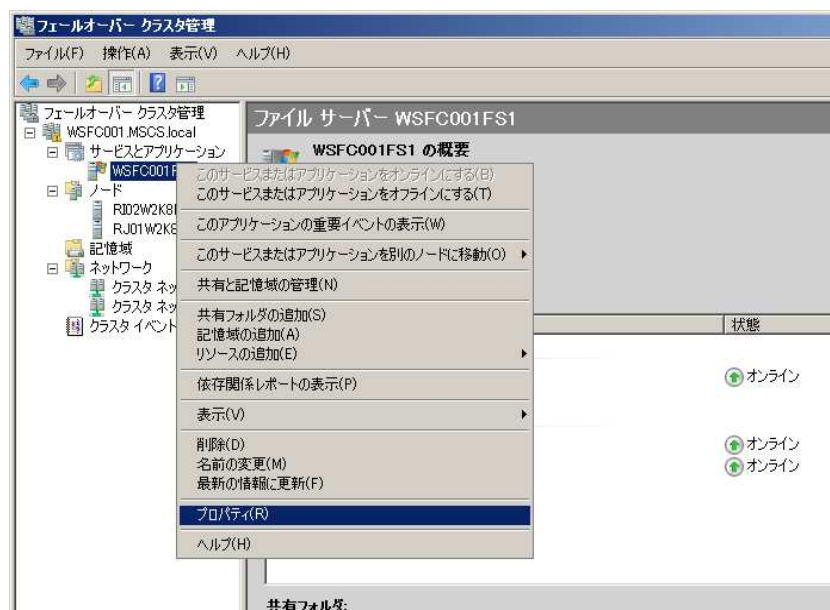 フェールオーバー クラスタ管理
ファイル(F) 操作(A) 表示(V) ヘルプ(H)
フェールオーバー クラスタ管理
WSFC001.MSCS.local
サービスとアプリケーション
WSFC001F
ノード
RI02W2K8
RJ01W2K8
記憶域
ネットワーク
クラスタ ネッ
クラスタ ネッ
クラスタ イベント
ファイル サーバー WSFC001FS1
WSFC001FS1 の概要
このサービスまたはアプリケーションをオンラインにする(B)
このサービスまたはアプリケーションをオフラインにする(T)
このアプリケーションの重要イベントの表示(W)
このサービスまたはアプリケーションを別のノードに移動(O)
共有と記憶域の管理(N)
共有フォルダの追加(S)
記憶域の追加(A)
リソースの追加(E)
依存関係レポートの表示(P)
表示(V)
削除(D)
名前の変更(M)
最新の情報に更新(F)
プロパティ(R)
ヘルプ(H)
状態
オンライン
オンライン
オンライン
共有フォルダ: